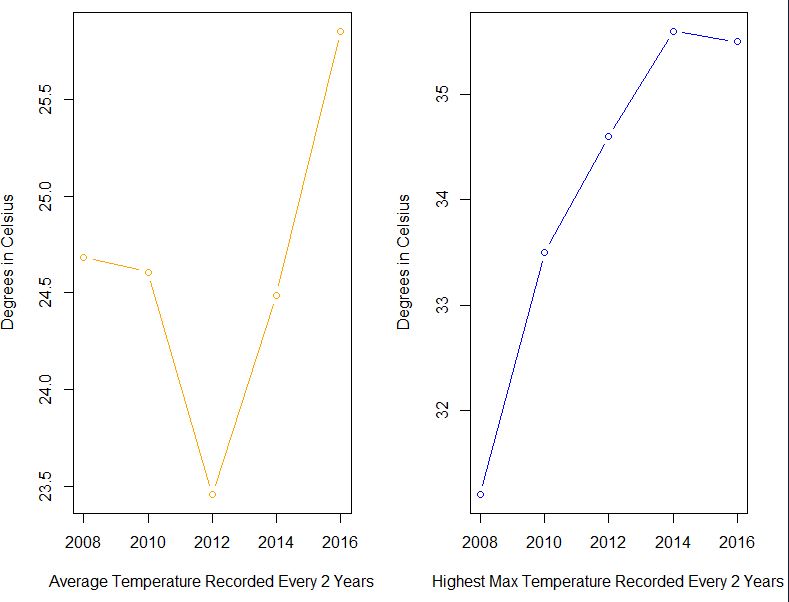 Degrees in Celsius
25.5
25.0
24.5
24.0
23.5
2008 2010 2012 2014 2016
Average Temperature Recorded Every 2 Years
Degrees in Celsius
35
34
33
32
2008 2010 2012 2014 2016
Highest Max Temperature Recorded Every 2 Years